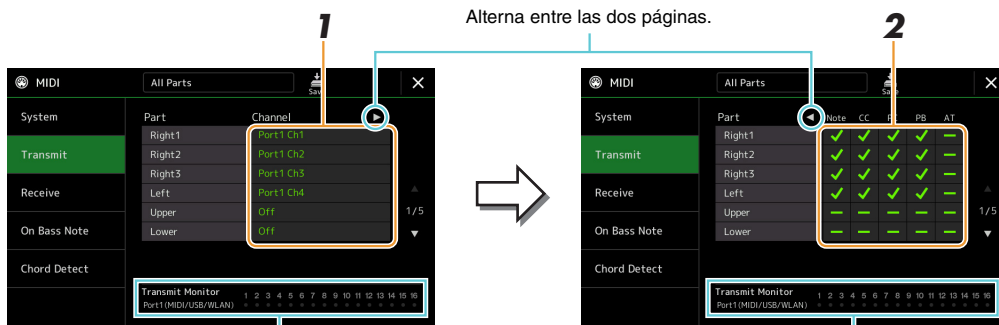 Alterna entre las dos páginas.
1
2
MIDI
All Parts
Save
×
System
Transmit
Receive
On Bass Note
Chord Detect
Part Channel
Right1 Port1 Ch1
Right2 Port1 Ch2
Right3 Port1 Ch3
Left Port1 Ch4
Upper Off
Lower Off
1/5
Transmit Monitor 1 2 3 4 5 6 7 8 9 10 11 12 13 14 15 16
Port1(MIDI/USB/WLAN)
MIDI
All Parts
Save
×
System
Transmit
Receive
On Bass Note
Chord Detect
Part Note CC PC PB AT
Right1
Right2
Right3
Left
Upper
Lower
1/5
Transmit Monitor 1 2 3 4 5 6 7 8 9 10 11 12 13 14 15 16
Port1(MIDI/USB/WLAN)